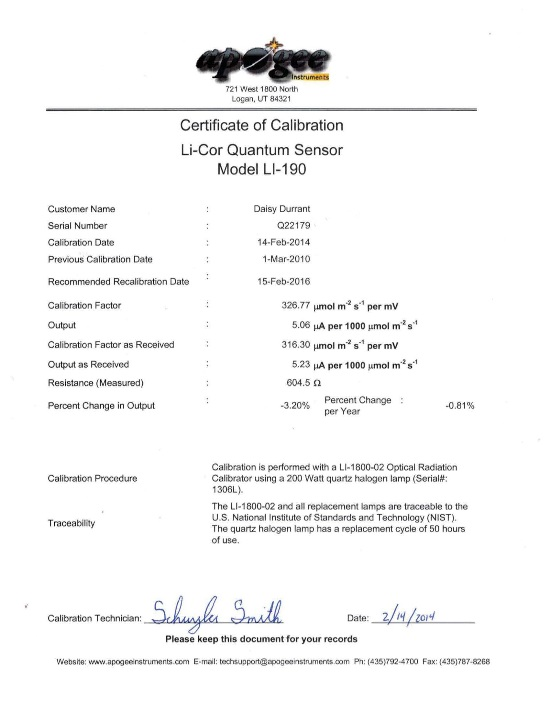 apogee
instruments
721 West 1800 North
Logan, UT 84321
Certificate of Calibration
Li-Cor Quantum Sensor
Model LI-190
Customer Name : Daisy Durrant
Serial Number : Q22179
Calibration Date : 14-Feb-2014
Previous Calibration Date : 1-Mar-2010
Recommended Recalibration Date : 15-Feb-2016
Calibration Factor : 326.77 μmol m⁻² s⁻¹ per mV
Output : 5.06 μA per 1000 μmol m⁻² s⁻¹
Calibration Factor as Received : 316.30 μmol m⁻² s⁻¹ per mV
Output as Received : 5.23 μA per 1000 μmol m⁻² s⁻¹
Resistance (Measured) : 604.5 Ω
Percent Change in Output : -3.20% Percent Change per Year : -0.81%
Calibration Procedure
Calibration is performed with a LI-1800-02 Optical Radiation
Calibrator using a 200 Watt quartz halogen lamp (Serial#:
1306L).
Traceability
The LI-1800-02 and all replacement lamps are traceable to the
U.S. National Institute of Standards and Technology (NIST).
The quartz halogen lamp has a replacement cycle of 50 hours
of use.
Calibration Technician: Schuyler Smith Date: 2/14/2014
Please keep this document for your records
Website: www.apogeeinstruments.com E-mail: techsupport@apogeeinstruments.com Ph: (435)792-4700 Fax: (435)787-8268